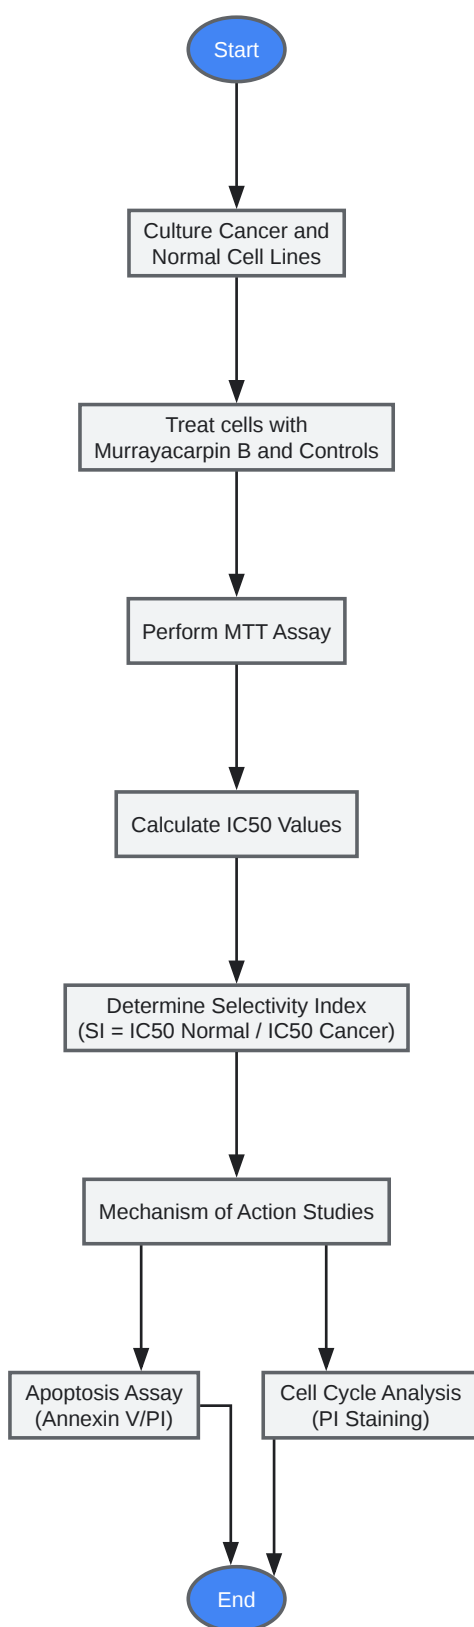 Start
Culture Cancer and
Normal Cell Lines
Treat cells with
Murrayacarpin B and Controls
Perform MTT Assay
Calculate IC50 Values
Determine Selectivity Index
(SI = IC50 Normal / IC50 Cancer)
Mechanism of Action Studies
Apoptosis Assay
(Annexin V/PI)
Cell Cycle Analysis
(PI Staining)
End